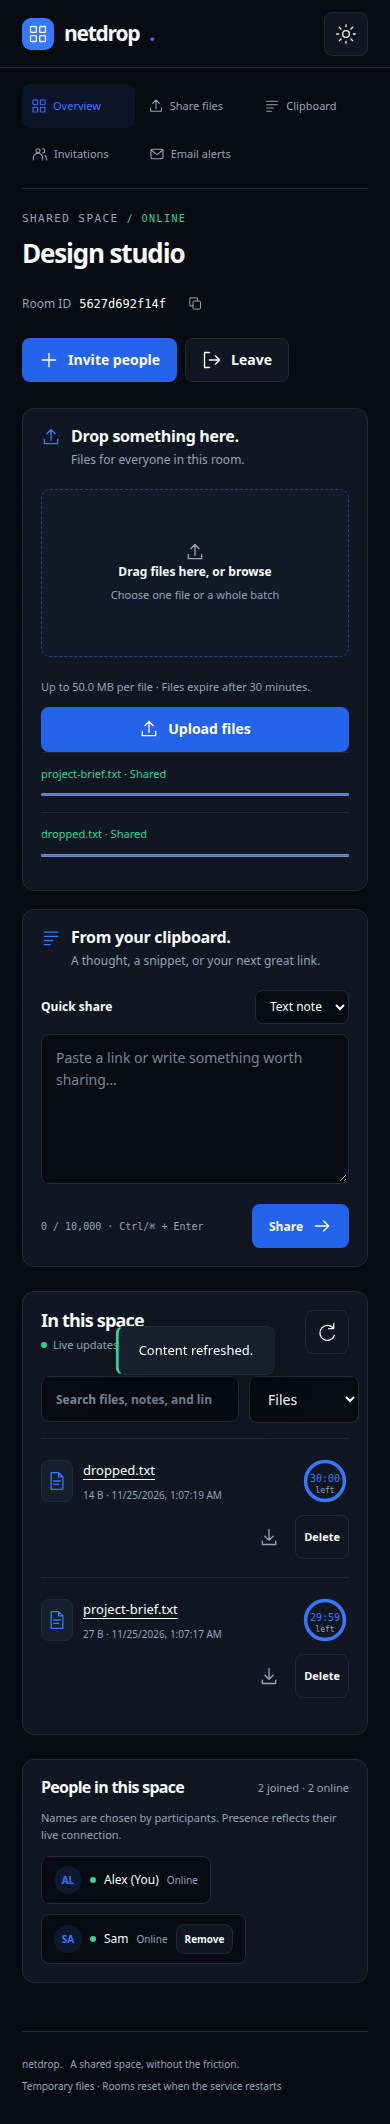 netdrop .
Overview
Share files
Clipboard
Invitations
Email alerts
SHARED SPACE / ONLINE
Design studio
Room ID 5627d692f14f
Invite people
Leave
Drop something here.
Files for everyone in this room.
Drag files here, or browse
Choose one file or a whole batch
Up to 50.0 MB per file · Files expire after 30 minutes.
Upload files
project-brief.txt · Shared
dropped.txt · Shared
From your clipboard.
A thought, a snippet, or your next great link.
Quick share
Text note
Paste a link or write something worth
sharing...
0 / 10,000 · Ctrl/⌘ + Enter
Share
In this space
Live updates
Content refreshed.
Search files, notes, and lin
Files
dropped.txt
14 B · 11/25/2026, 1:07:19 AM
30:00
left
Delete
project-brief.txt
27 B · 11/25/2026, 1:07:17 AM
29:59
left
Delete
People in this space
2 joined · 2 online
Names are chosen by participants. Presence reflects their
live connection.
AL Alex (You) Online
SA Sam Online Remove
netdrop. A shared space, without the friction.
Temporary files · Rooms reset when the service restarts